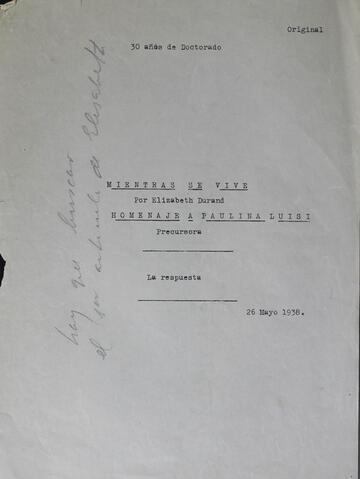 Original
30 años de Doctorado
MIENTRAS SE VIVE
Por Elizabeth Durand
HOMENAJE A PAULINA LUISI
Precursora
La respuesta
26 Mayo 1938.
hay que buscar
el de Elisabeth